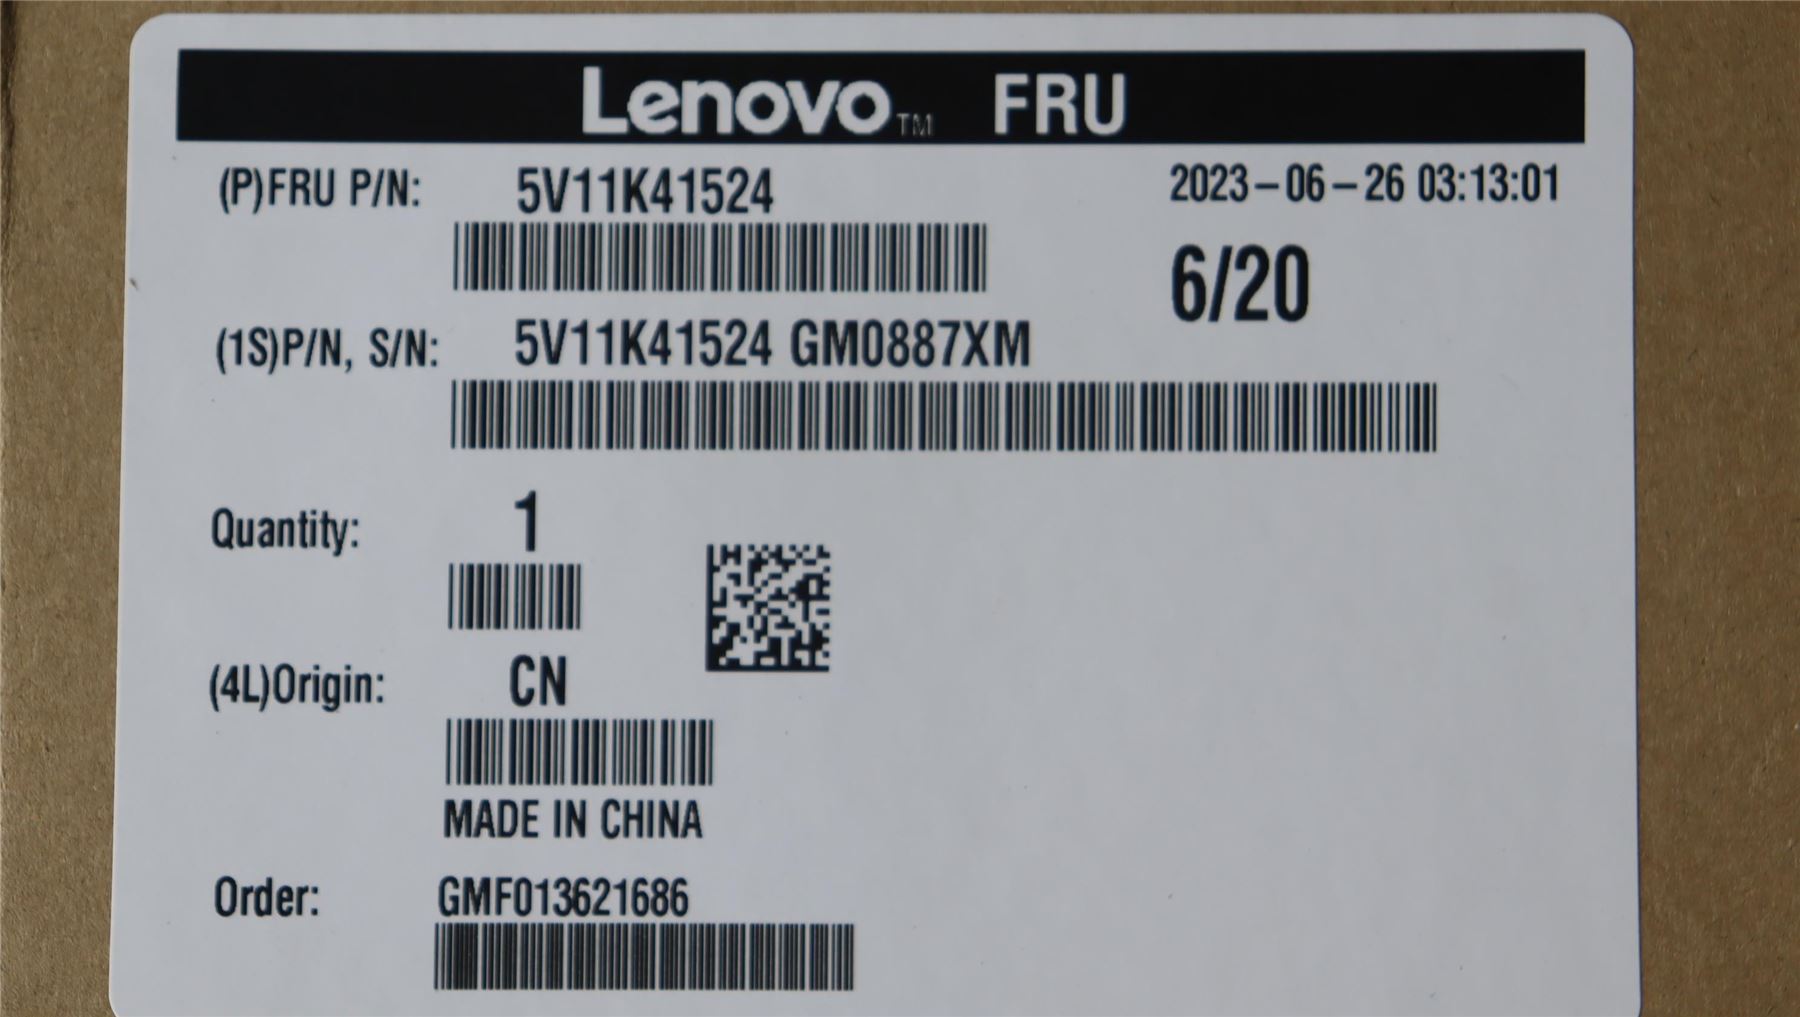 Lenovo™ FRU
(P)FRU P/N: 5V11K41524 2023-06-26 03:13:01
6/20
(1S)P/N, S/N: 5V11K41524 GM0887XM
Quantity: 1
(4L)Origin: CN
MADE IN CHINA
Order: GMF013621686